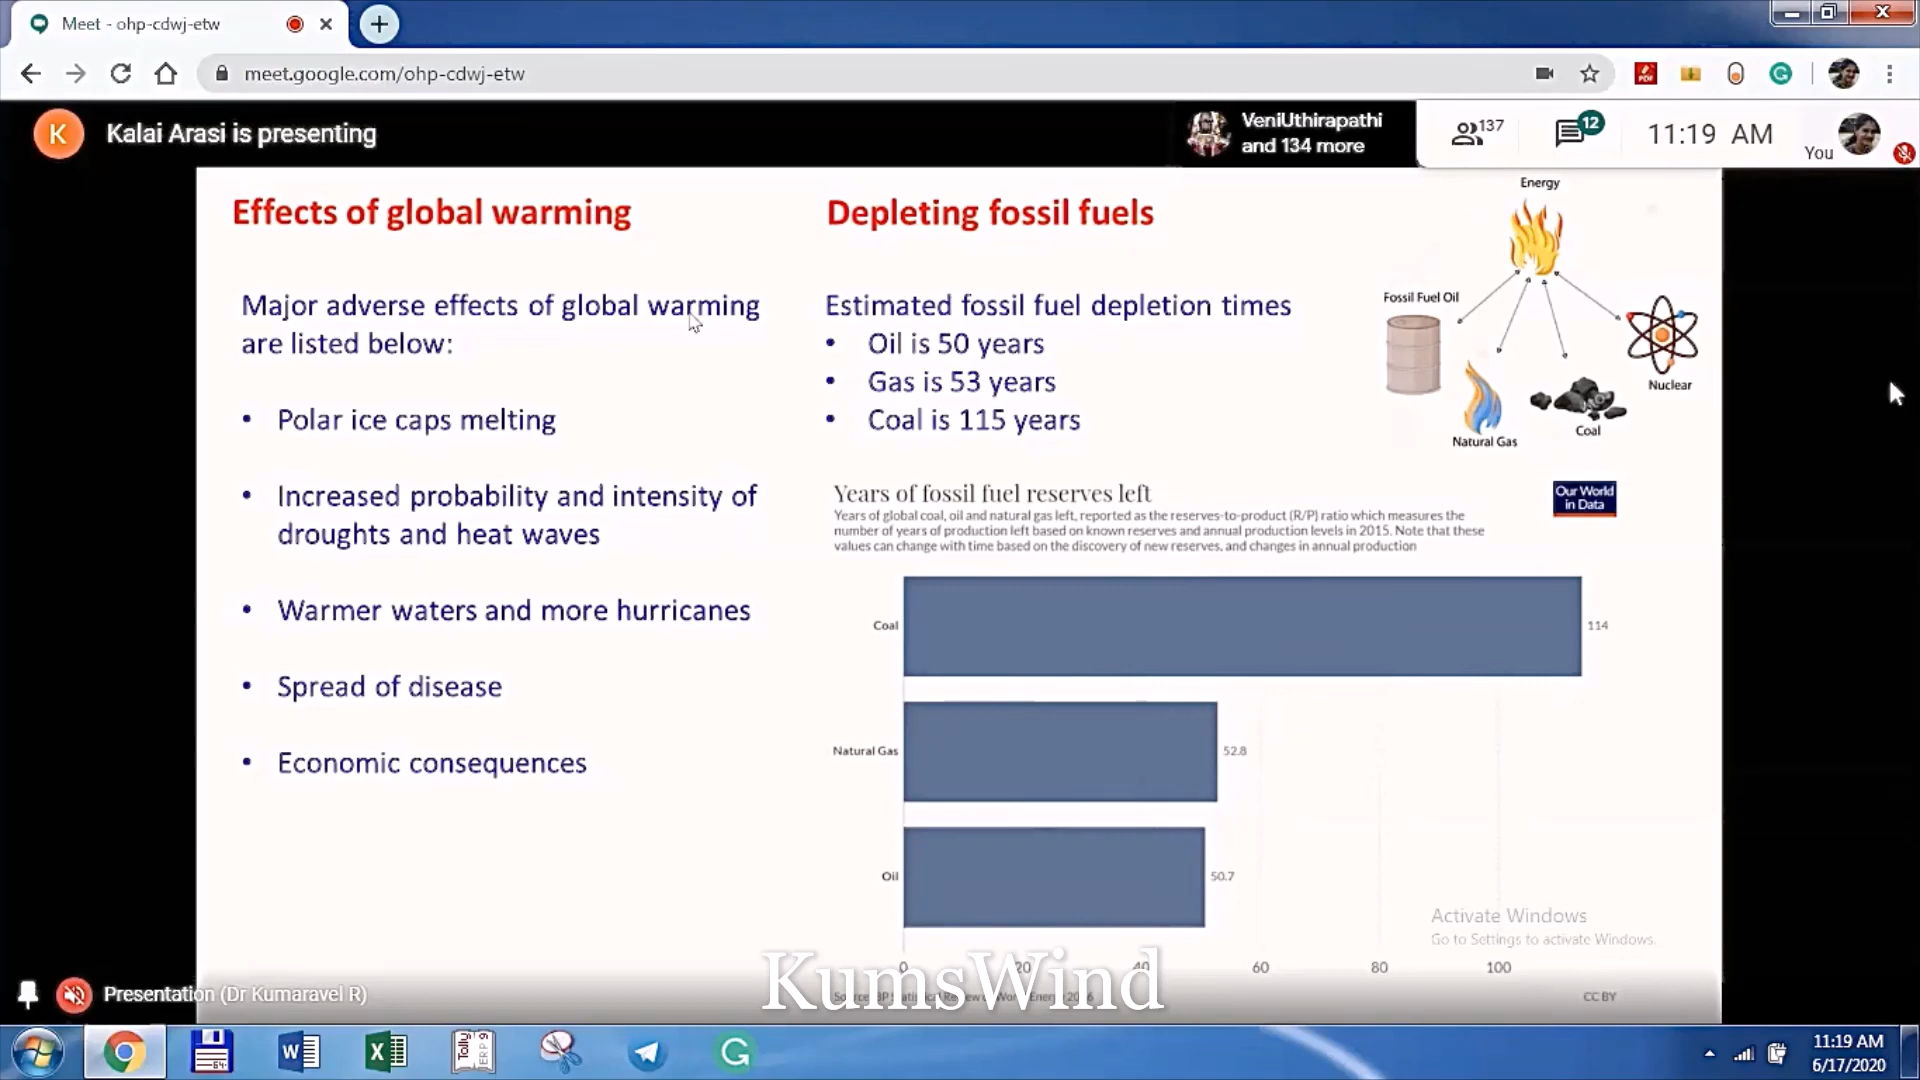 Meet - ohp-cdwj-etw
meet.google.com/ohp-cdwj-etw
K
Kalai Arasi is presenting
VeniUthirapathi
and 134 more
137
12
11:19 AM
You
Effects of global warming
Major adverse effects of global warming
are listed below:
• Polar ice caps melting
• Increased probability and intensity of
droughts and heat waves
• Warmer waters and more hurricanes
• Spread of disease
• Economic consequences
Depleting fossil fuels
Estimated fossil fuel depletion times
• Oil is 50 years
• Gas is 53 years
• Coal is 115 years
Energy
Fossil Fuel Oil
Nuclear
Natural Gas
Coal
Years of fossil fuel reserves left
Years of global coal, oil and natural gas left, reported as the reserves-to-product (R/P) ratio which measures the
number of years of production left based on known reserves and annual production levels in 2015. Note that these
values can change with time based on the discovery of new reserves, and changes in annual production
Our World
in Data
Coal
114
Natural Gas
52.8
Oil
50.7
0 20 40 60 80 100
CC BY
Activate Windows
Go to Settings to activate Windows.
KumsWind
Presentation (Dr Kumaravel R)
PDF
64
W
X
Tally
ERP 9
G
11:19 AM
6/17/2020